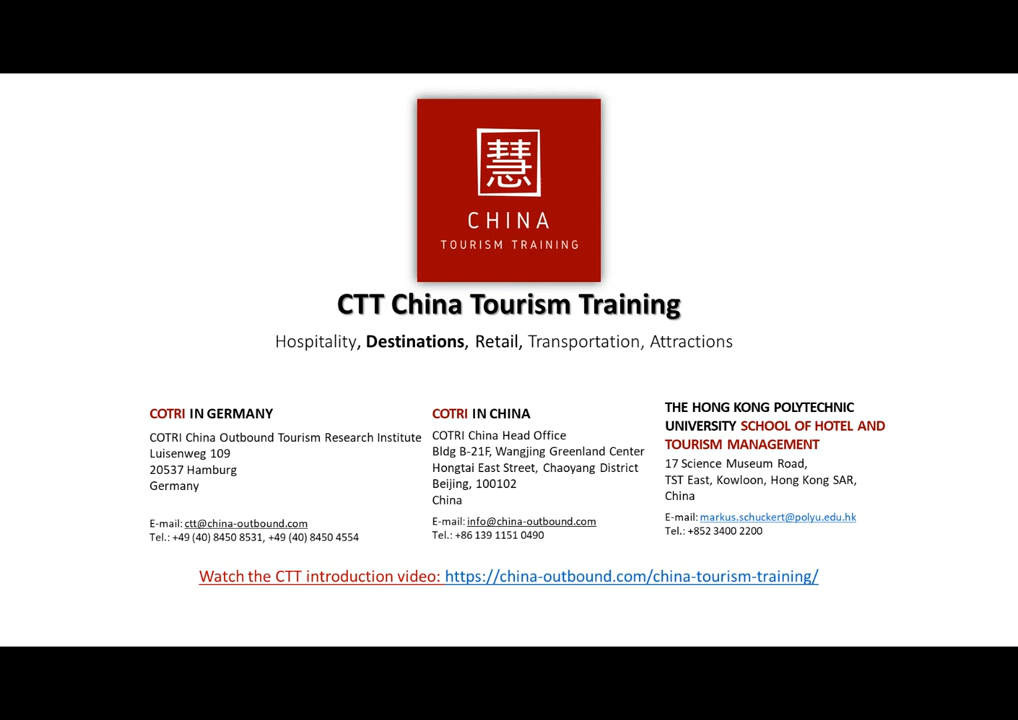 慧
CHINA
TOURISM TRAINING
CTT China Tourism Training
Hospitality, Destinations, Retail, Transportation, Attractions
COTRI IN GERMANY
COTRI China Outbound Tourism Research Institute
Luisenweg 109
20537 Hamburg
Germany
E-mail: ctt@china-outbound.com
Tel.: +49 (40) 8450 8531, +49 (40) 8450 4554
COTRI IN CHINA
COTRI China Head Office
Bldg B-21F, Wangjing Greenland Center
Hongtai East Street, Chaoyang District
Beijing, 100102
China
E-mail: info@china-outbound.com
Tel.: +86 139 1151 0490
THE HONG KONG POLYTECHNIC
UNIVERSITY SCHOOL OF HOTEL AND
TOURISM MANAGEMENT
17 Science Museum Road,
TST East, Kowloon, Hong Kong SAR,
China
E-mail: markus.schuckert@polyu.edu.hk
Tel.: +852 3400 2200
Watch the CTT introduction video: https://china-outbound.com/china-tourism-training/